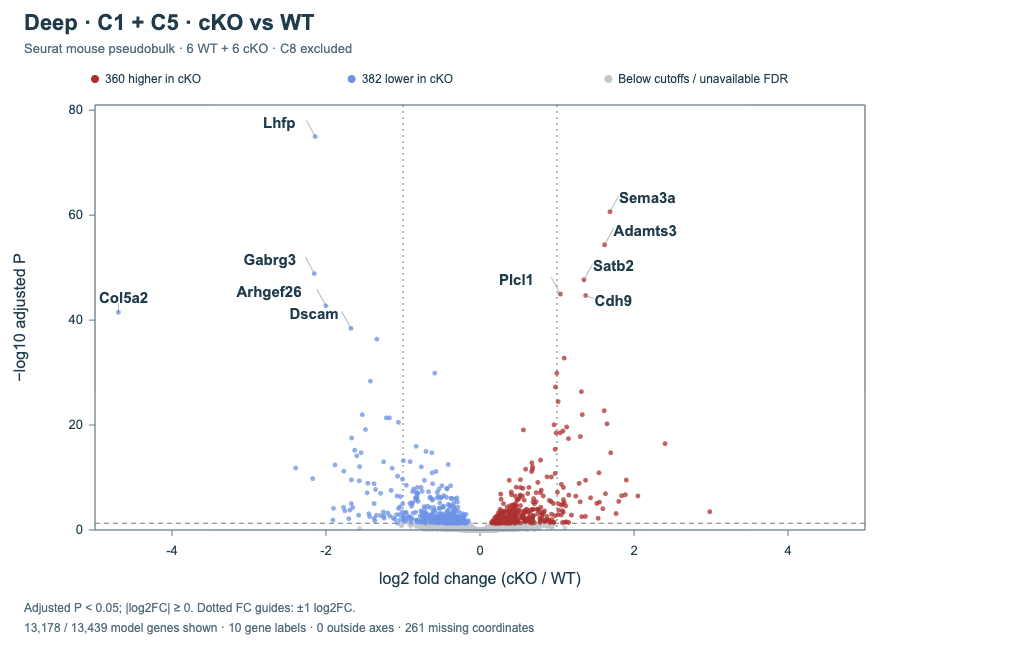 Deep · C1 + C5 · cKO vs WT
Seurat mouse pseudobulk · 6 WT + 6 cKO · C8 excluded
360 higher in cKO
382 lower in cKO
Below cutoffs / unavailable FDR
80
Lhfp
Sema3a
60
Adamts3
Gabrg3
Satb2
Plcl1
Arhgef26
Col5a2
Cdh9
Dscam
40
−log10 adjusted P
20
0
-4
-2
0
2
4
log2 fold change (cKO / WT)
Adjusted P < 0.05; |log2FC| ≥ 0. Dotted FC guides: ±1 log2FC.
13,178 / 13,439 model genes shown · 10 gene labels · 0 outside axes · 261 missing coordinates